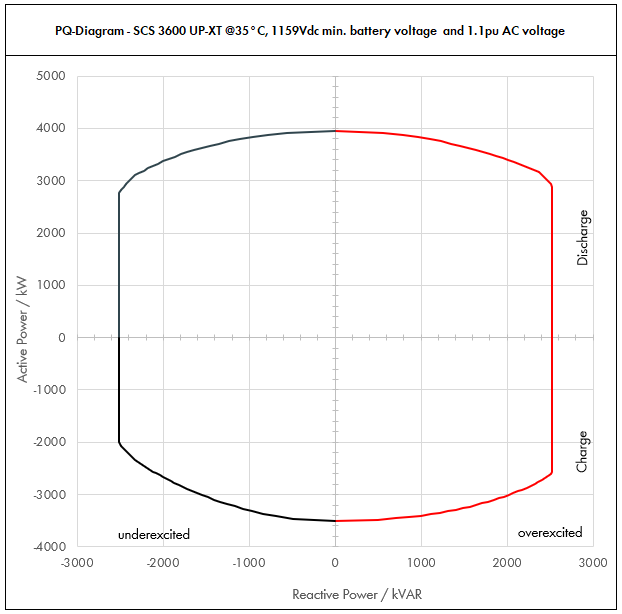 PQ-Diagram - SCS 3600 UP-XT @35°C, 1159Vdc min. battery voltage and 1.1pu AC voltage
5000
4000
3000
2000
1000
0
-1000
-2000
-3000
-4000
Active Power / kW
Discharge
Charge
underexcited
overexcited
-3000 -2000 -1000 0 1000 2000 3000
Reactive Power / kVAR